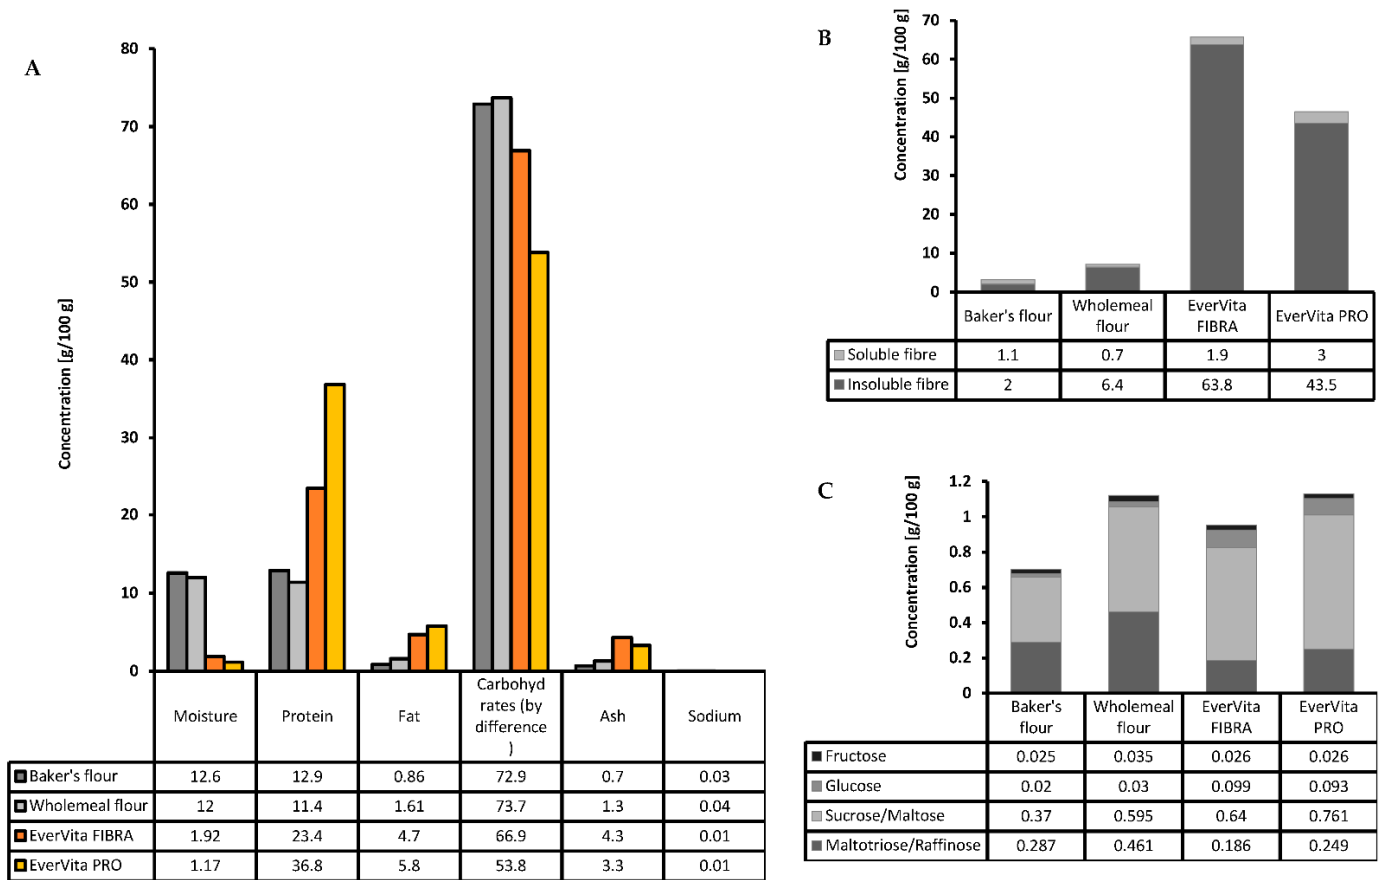 A
Concentration [g/100 g]
80
70
60
50
40
30
20
10
0
Moisture Protein Fat Carbohyd
rates (by
difference
) Ash Sodium
Baker's flour 12.6 12.9 0.86 72.9 0.7 0.03
Wholemeal flour 12 11.4 1.61 73.7 1.3 0.04
EverVita FIBRA 1.92 23.4 4.7 66.9 4.3 0.01
EverVita PRO 1.17 36.8 5.8 53.8 3.3 0.01
B
Concentration [g/100 g]
70
60
50
40
30
20
10
0
Baker's flour Wholemeal
flour EverVita
FIBRA EverVita PRO
Soluble fibre 1.1 0.7 1.9 3
Insoluble fibre 2 6.4 63.8 43.5
C
Concentration [g/100 g]
1.2
1
0.8
0.6
0.4
0.2
0
Baker's
flour Wholemeal
flour EverVita
FIBRA EverVita
PRO
Fructose 0.025 0.035 0.026 0.026
Glucose 0.02 0.03 0.099 0.093
Sucrose/Maltose 0.37 0.595 0.64 0.761
Maltotriose/Raffinose 0.287 0.461 0.186 0.249